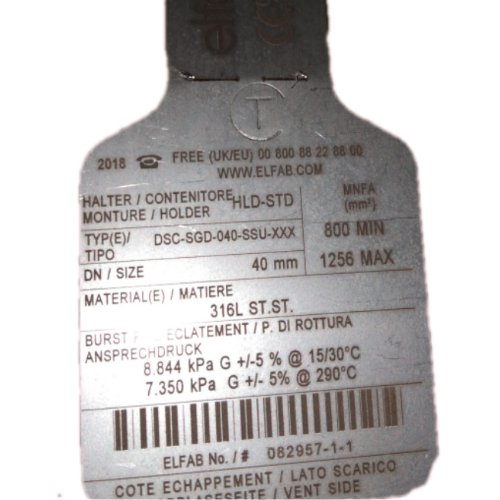 elfa
CE
T
2018 ☎ FREE (UK/EU) 00 800 88 22 88 00
WWW.ELFAB.COM
HALTER / CONTENITORE HLD-STD MNFA
MONTURE / HOLDER (mm²)
TYP(E)/ DSC-SGD-040-SSU-XXX 800 MIN
TIPO
DN / SIZE 40 mm 1256 MAX
MATERIAL(E) / MATIERE
316L ST.ST.
BURST ECLATEMENT / P. DI ROTTURA
ANSPRECHDRUCK
8.844 kPa G +/-5 % @ 15/30°C
7.350 kPa G +/- 5% @ 290°C
ELFAB No. / # 082957-1-1
COTE ECHAPPEMENT / LATO SCARICO
/ VENT SIDE